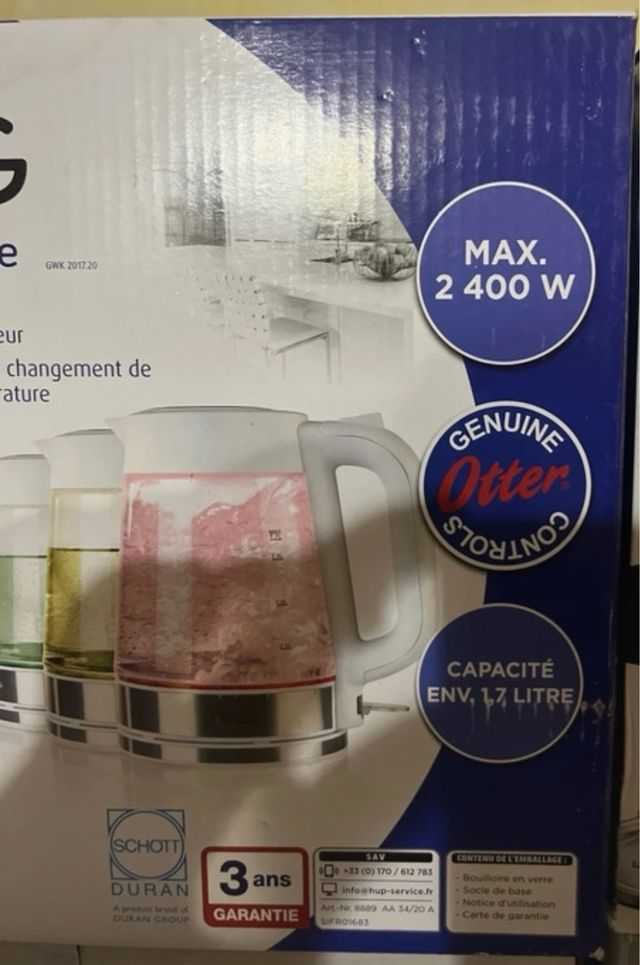 G
e
GWK 2017.20
eur
changement de
rature
MAX.
2 400 W
GENUINE
Otter
CONTROLS
CAPACITÉ
ENV. 1,7 LITRE
SCHOTT
DURAN
A product brand of
DURAN GROUP
3 ans
GARANTIE
SAV
+33 (0) 170 / 612 783
info@hup-service.fr
Art.-Nr. 8889 AA 34/20 A
SIFR01683
CONTENU DE L'EMBALLAGE :
- Bouilloire en verre
- Socle de base
- Notice d'utilisation
- Carte de garantie